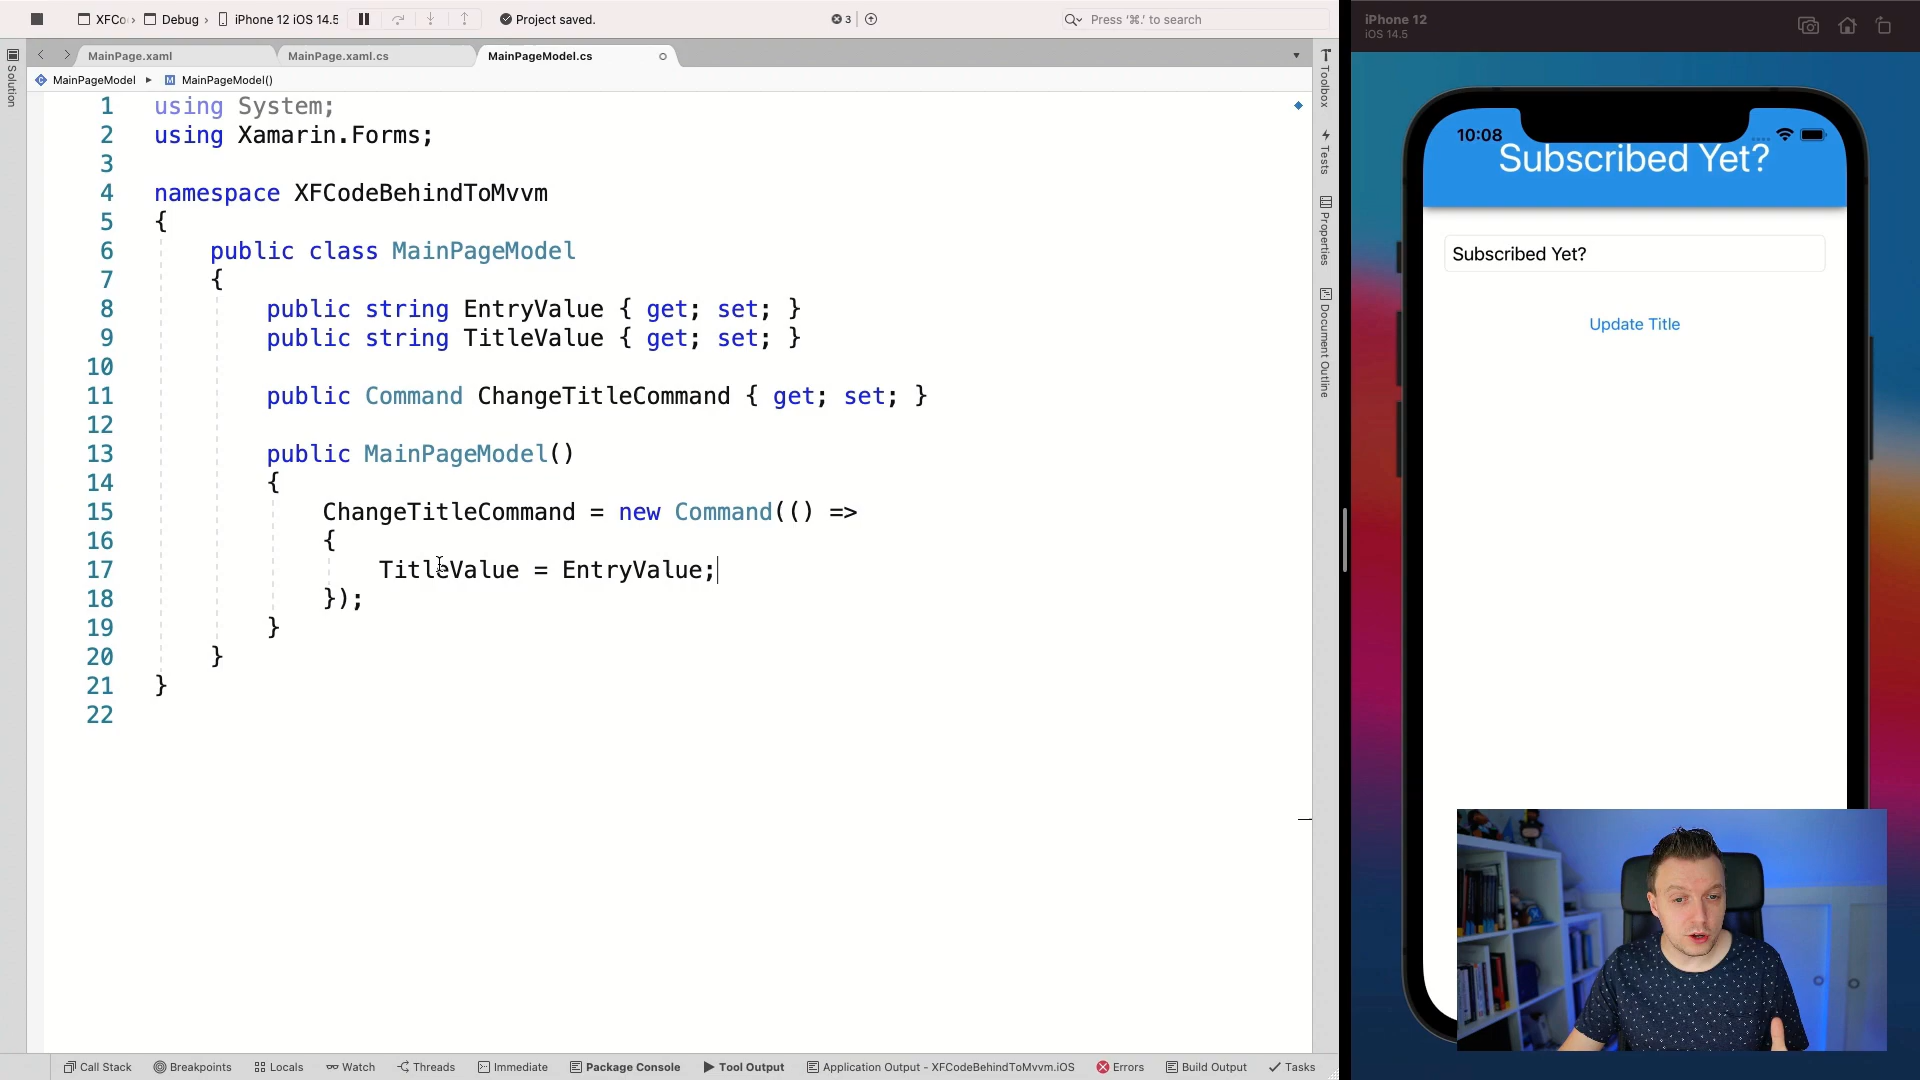 XFCo › Debug › iPhone 12 iOS 14.5
Project saved.
3
Press '⌘.' to search
MainPage.xaml
MainPage.xaml.cs
MainPageModel.cs
MainPageModel
MainPageModel()
Solution
1 using System;
2 using Xamarin.Forms;
3
4 namespace XFCodeBehindToMvvm
5 {
6 public class MainPageModel
7 {
8 public string EntryValue { get; set; }
9 public string TitleValue { get; set; }
10
11 public Command ChangeTitleCommand { get; set; }
12
13 public MainPageModel()
14 {
15 ChangeTitleCommand = new Command(() =>
16 {
17 TitleValue = EntryValue;
18 });
19 }
20 }
21 }
22
Toolbox
Tests
Properties
Document Outline
Call Stack
Breakpoints
Locals
Watch
Threads
Immediate
Package Console
Tool Output
Application Output - XFCodeBehindToMvvm.iOS
Errors
Build Output
Tasks
iPhone 12
iOS 14.5
10:08
Subscribed Yet?
Subscribed Yet?
Update Title